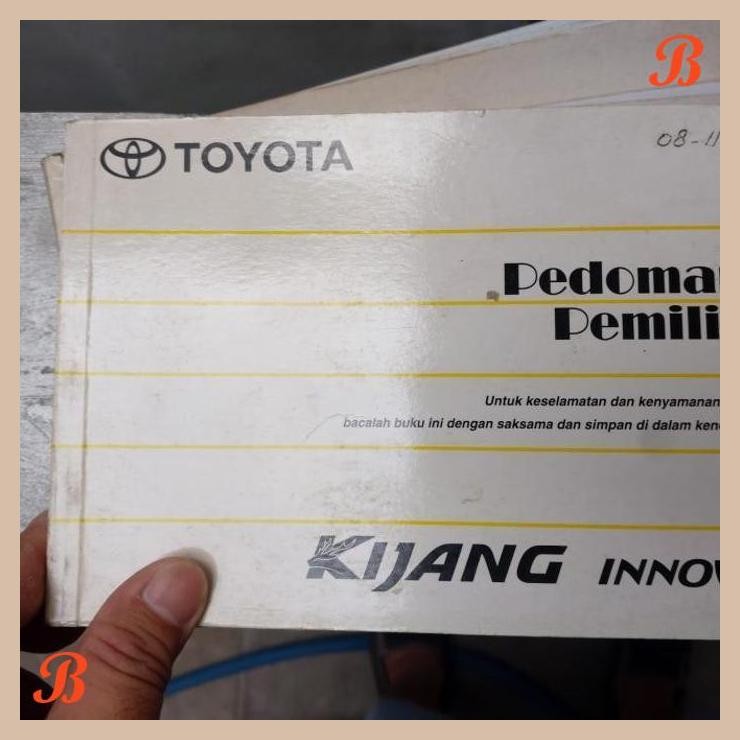 B
TOYOTA
08-11
Pedoma
Pemili
Untuk keselamatan dan kenyamanan
bacalah buku ini dengan saksama dan simpan di dalam ken
KIJANG INNOV
B